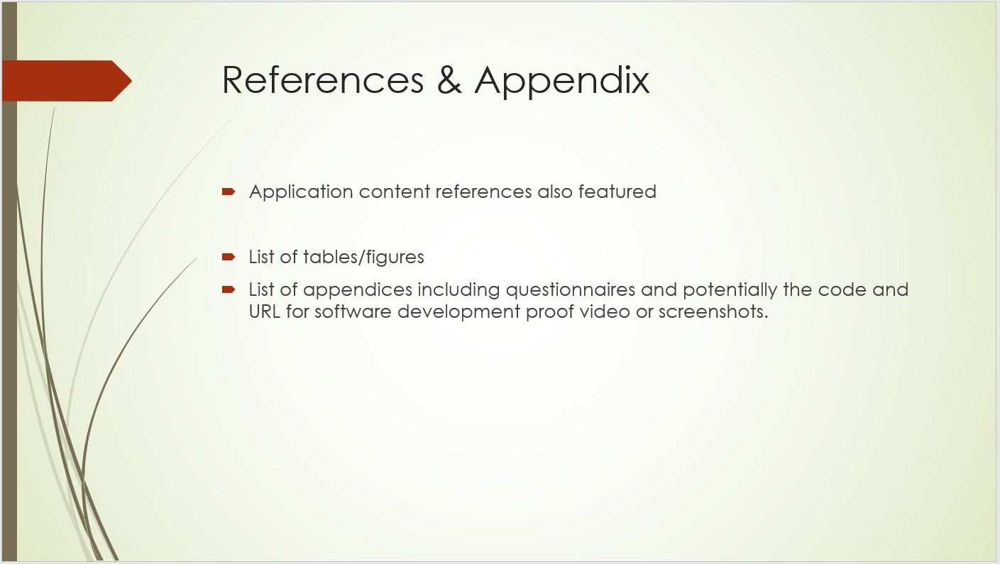 References & Appendix
Application content references also featured
List of tables/figures
List of appendices including questionnaires and potentially the code and
URL for software development proof video or screenshots.